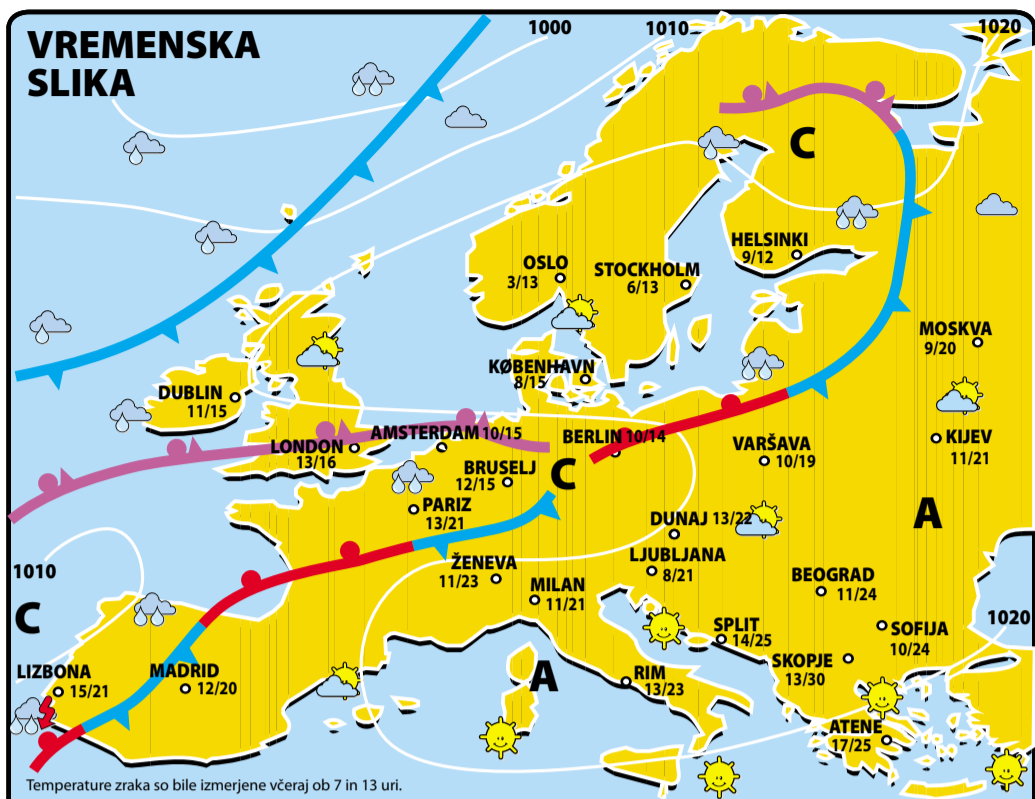 VREMENSKA
SLIKA
1000
1010
1020
C
HELSINKI
9/12
OSLO
3/13
STOCKHOLM
6/13
MOSKVA
9/20
KØBENHAVN
8/15
DUBLIN
11/15
LONDON
13/16
AMSTERDAM 10/15
BERLIN 10/14
VARŠAVA
10/19
KIJEV
11/21
BRUSELJ
12/15
C
PARIZ
13/21
A
DUNAJ 13/22
LJUBLJANA
8/21
ŽENEVA
11/23
MILAN
11/21
BEOGRAD
11/24
1010
C
1020
SPLIT
14/25
SOFIJA
10/24
SKOPJE
13/30
LIZBONA
15/21
MADRID
12/20
A
RIM
13/23
ATENE
17/25
Temperature zraka so bile izmerjene včeraj ob 7 in 13 uri.